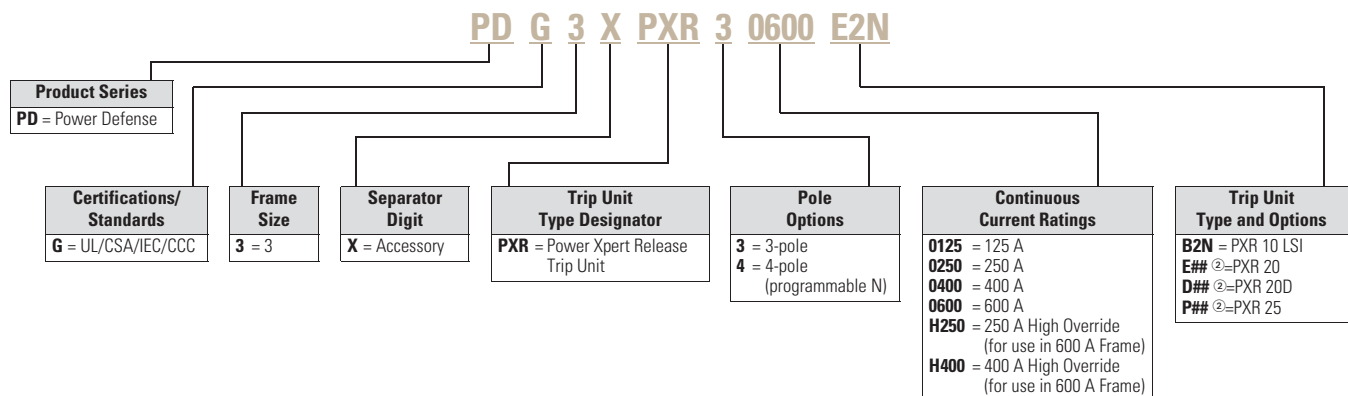 PD G 3 X PXR 3 0600 E2N
Product Series
PD = Power Defense
Certifications/
Standards
G = UL/CSA/IEC/CCC
Frame
Size
3 = 3
Separator
Digit
X = Accessory
Trip Unit
Type Designator
PXR = Power Xpert Release
Trip Unit
Pole
Options
3 = 3-pole
4 = 4-pole
(programmable N)
Continuous
Current Ratings
0125 = 125 A
0250 = 250 A
0400 = 400 A
0600 = 600 A
H250 = 250 A High Override
(for use in 600 A Frame)
H400 = 400 A High Override
(for use in 600 A Frame)
Trip Unit
Type and Options
B2N = PXR 10 LSI
E## ②=PXR 20
D## ②=PXR 20D
P## ②=PXR 25